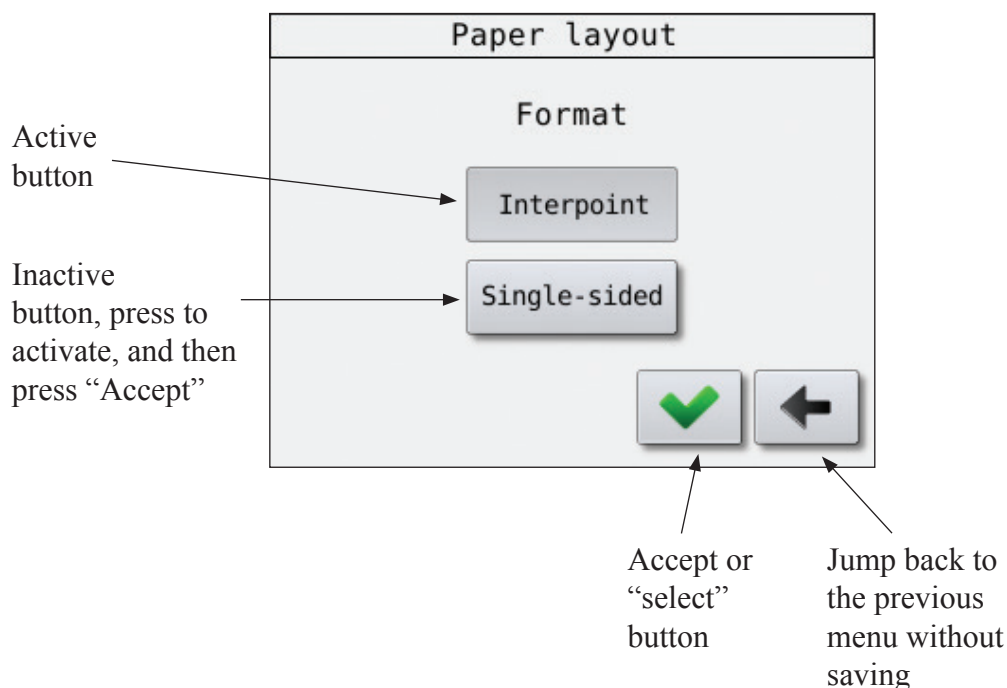 Paper layout
Format
Active
button
Interpoint
Inactive
button, press to
activate, and then
press “Accept”
Single-sided
Accept or
“select”
button
Jump back to
the previous
menu without
saving